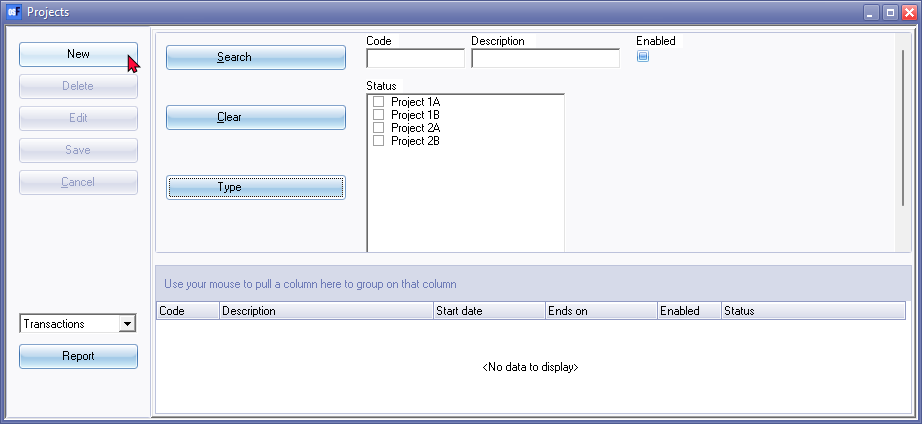 Projects
New
Delete
Edit
Save
Cancel
Transactions
Report
Search
Clear
Type
Code Description Enabled
Status
Project 1A
Project 1B
Project 2A
Project 2B
Use your mouse to pull a column here to group on that column
Code Description Start date Ends on Enabled Status
<No data to display>